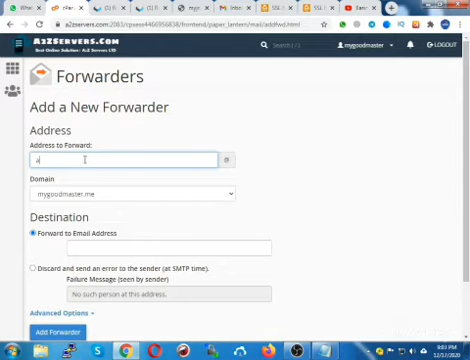 a2zservers.com:2083/cpsess4466956838/frontend/paper_lantern/mail/addfwd.html
A2ZSERVERS.COM
Best Online Solution: A2Z Servers LTD
Search ( / )
mygoodmaster
LOGOUT
Forwarders
Add a New Forwarder
Address
Address to Forward:
a
@
Domain
mygoodmaster.me
Destination
Forward to Email Address
Discard and send an error to the sender (at SMTP time).
Failure Message (seen by sender)
No such person at this address.
Advanced Options
Add Forwarder
9:03 PM
12/17/2020